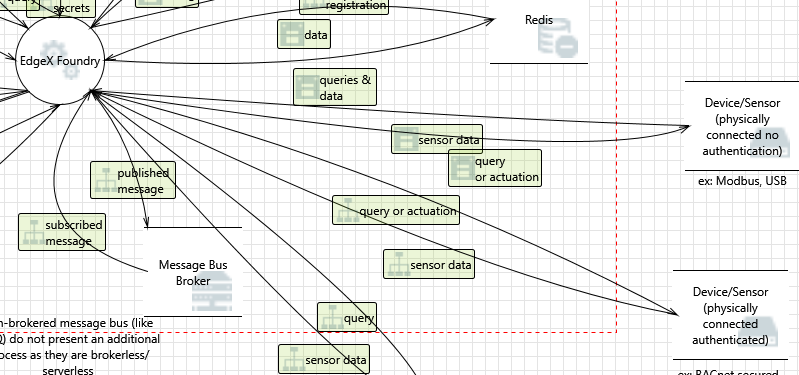 secrets
registration
data
Redis
EdgeX Foundry
queries &
data
Device/Sensor
(physically
connected no
authentication)
ex: Modbus, USB
sensor data
query
or actuation
published
message
query or actuation
subscribed
message
sensor data
Message Bus
Broker
Device/Sensor
(physically
connected
authenticated)
query
n-brokered message bus (like
Q) do not present an additional
ocess as they are brokerless/
serverless
sensor data
ex: BACnet secured